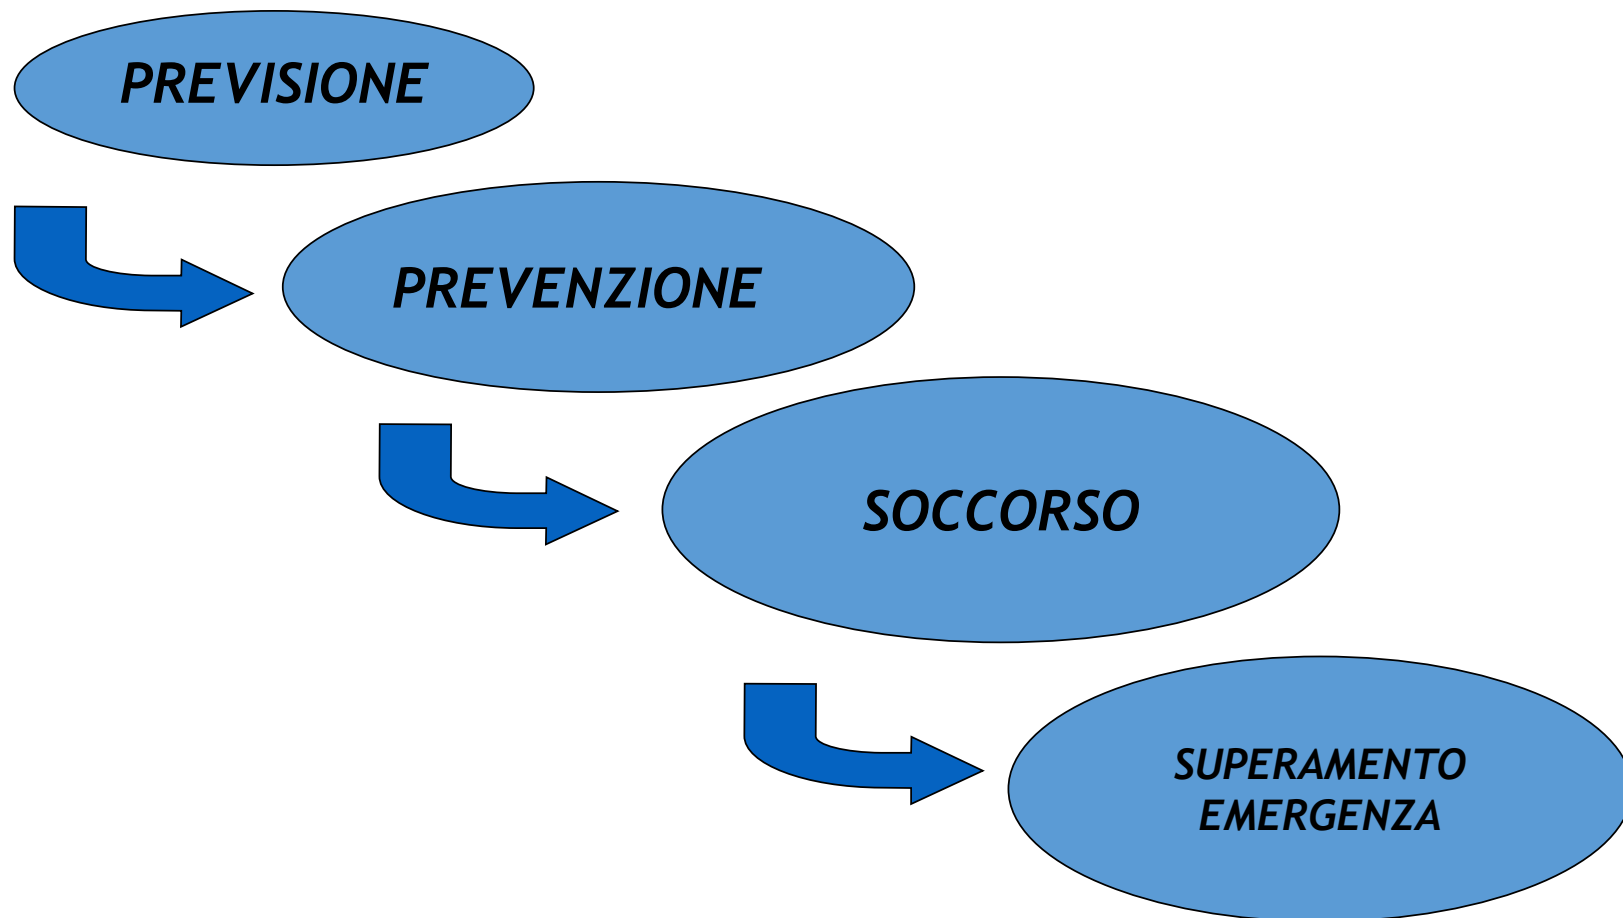 PREVISIONE
PREVENZIONE
SOCCORSO
SUPERAMENTO
EMERGENZA